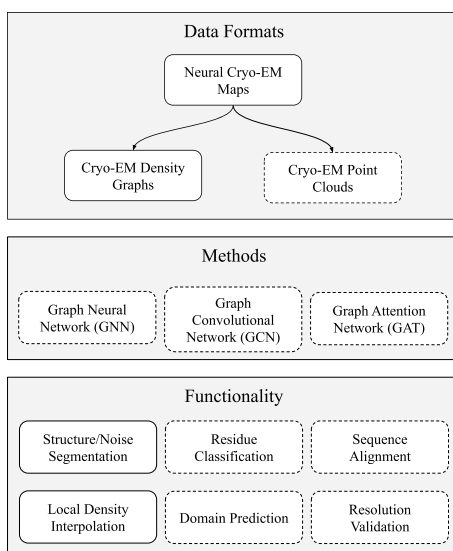 Data Formats
Neural Cryo-EM
Maps
Cryo-EM Density
Graphs
Cryo-EM Point
Clouds
Methods
Graph Neural
Network (GNN)
Graph
Convolutional
Network (GCN)
Graph Attention
Network (GAT)
Functionality
Structure/Noise
Segmentation
Residue
Classification
Sequence
Alignment
Local Density
Interpolation
Domain Prediction
Resolution
Validation